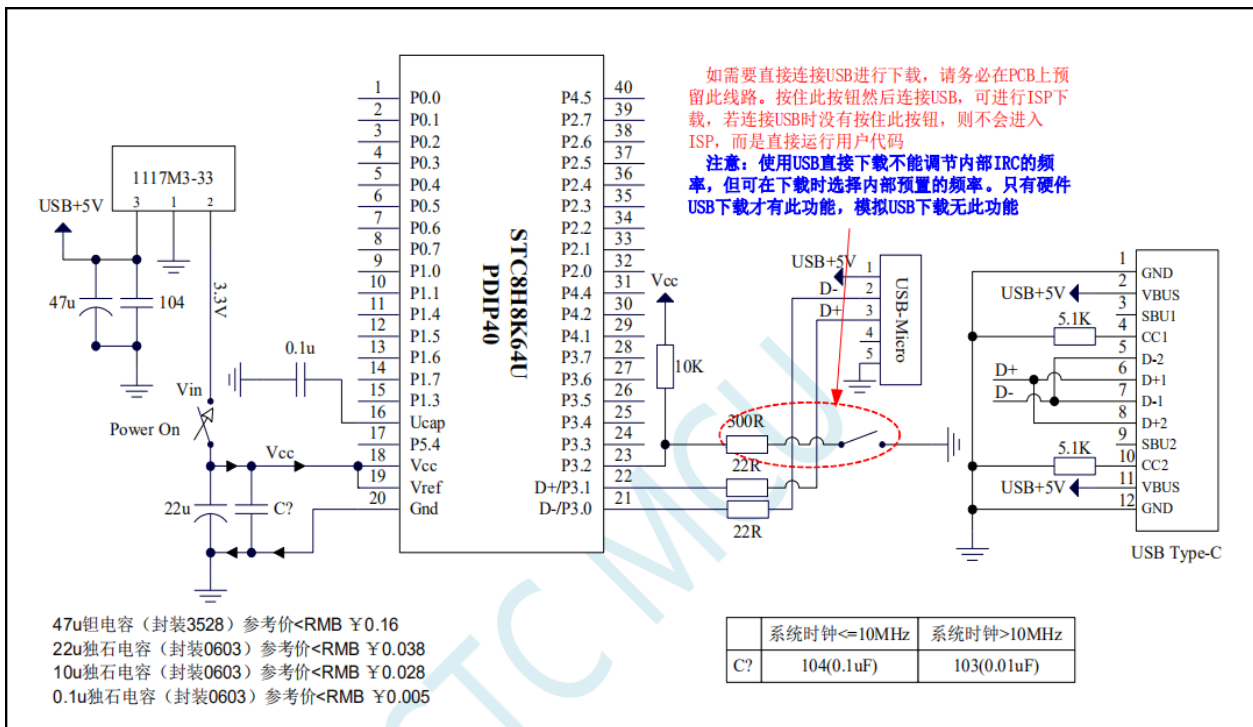 如需要直接连接USB进行下载，请务必在PCB上预
留此线路。按住此按钮然后连接USB，可进行ISP下
载，若连接USB时没有按住此按钮，则不会进入
ISP，而是直接运行用户代码
注意：使用USB直接下载不能调节内部IRC的频
率，但可在下载时选择内部预置的频率。只有硬件
USB下载才有此功能，模拟USB下载无此功能
1117M3-33
3 1 2
USB+5V
47u
104
3.3V
Vin
Power On
Vcc
22u
C?
0.1u
STC8H8K64U
PDIP40
1 P0.0
2 P0.1
3 P0.2
4 P0.3
5 P0.4
6 P0.5
7 P0.6
8 P0.7
9 P1.0
10 P1.1
11 P1.4
12 P1.5
13 P1.6
14 P1.7
15 P1.3
16 Ucap
17 P5.4
18 Vcc
19 Vref
20 Gnd
P4.5 40
P2.7 39
P2.6 38
P2.5 37
P2.4 36
P2.3 35
P2.2 34
P2.1 33
P2.0 32
P4.4 31
P4.2 30
P4.1 29
P3.7 28
P3.6 27
P3.5 26
P3.4 25
P3.3 24
P3.2 23
D+/P3.1 22
D-/P3.0 21
Vcc
10K
300R
22R
22R
USB+5V
D-
D+
1
2
3
4
5
USB-Micro
1 GND
USB+5V 2 VBUS
3 SBU1
5.1K 4 CC1
5 D-2
D+ 6 D+1
D- 7 D-1
8 D+2
9 SBU2
5.1K 10 CC2
USB+5V 11 VBUS
12 GND
USB Type-C
47u钽电容（封装3528）参考价<RMB ￥0.16
22u独石电容（封装0603）参考价<RMB ￥0.038
10u独石电容（封装0603）参考价<RMB ￥0.028
0.1u独石电容（封装0603）参考价<RMB ￥0.005
系统时钟<=10MHz 系统时钟>10MHz
C? 104(0.1uF) 103(0.01uF)
STC MCU